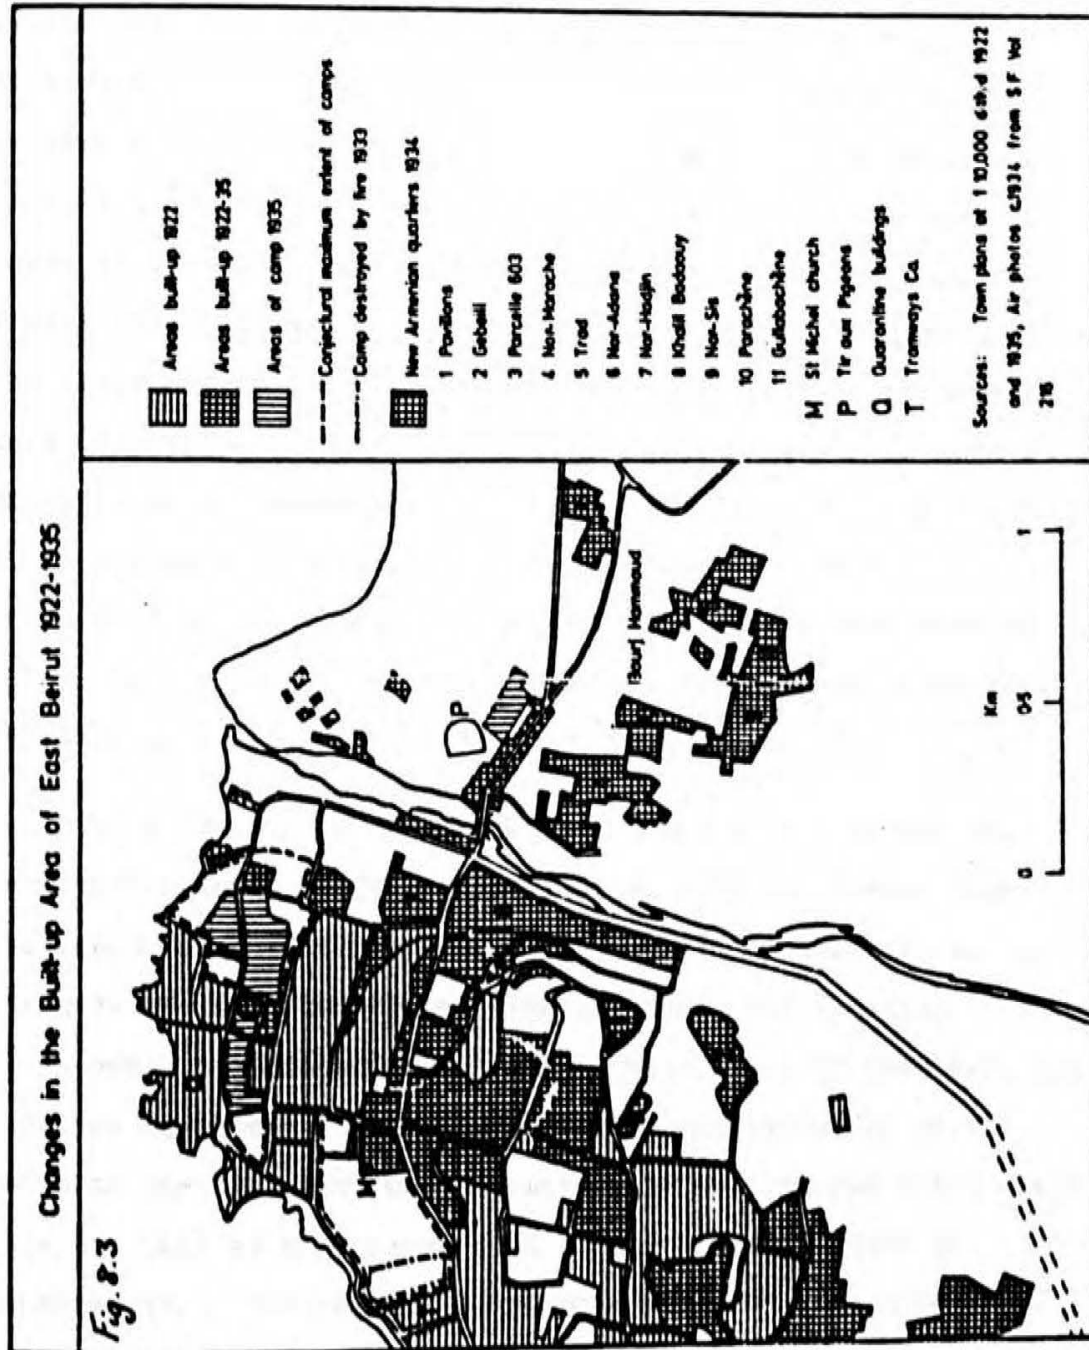 Changes in the Built-up Area of East Beirut 1922-1935
Fig. 8.3
M
P
T
Q
Bourj Hammoud
Km
0
0·5
1
Areas built-up 1922
Areas built-up 1922-35
Areas of camp 1935
Conjectural maximum extent of camps
Camp destroyed by fire 1933
New Armenian quarters 1934
1 Pavillons
2 Gebeili
3 Parcelle 603
4 Nor-Marache
5 Trad
6 Nor-Adana
7 Nor-Hadjin
8 Khalil Badaouy
9 Nor-Sis
10 Parachène
11 Gullabachène
M St Michel church
P Tir aux Pigeons
Q Quarantine buildings
T Tramways Co.
Sources: Town plans at 1 10,000 dated 1922
and 1935, Air photos c.1934 from S F Vol
216